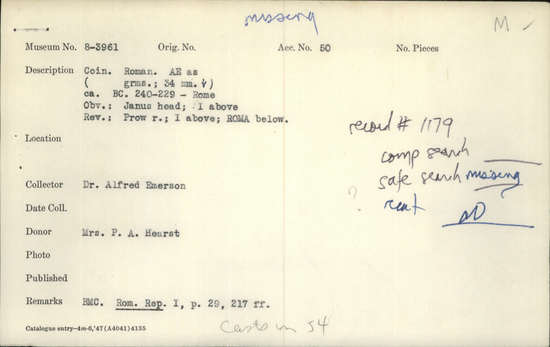 missing
M ✓
Museum No. 8-3961 Orig. No. Acc. No. 50 No. Pieces
Description Coin. Roman. AE as
( grms.; 34 mm.↓)
ca. BC. 240-229 - Rome
Obv.: Janus head; I above
Rev.: Prow r.; I above; ROMA below.
record # 1179
comp search
safe search missing
? ?
Location
Collector Dr. Alfred Emerson
Date Coll.
Donor Mrs. P. A. Hearst
Photo
Published
Remarks BMC. Rom. Rep. I, p. 29, 217 ff.
Catalogue entry—4m-6,'47(A4041)4135
Casts in 54